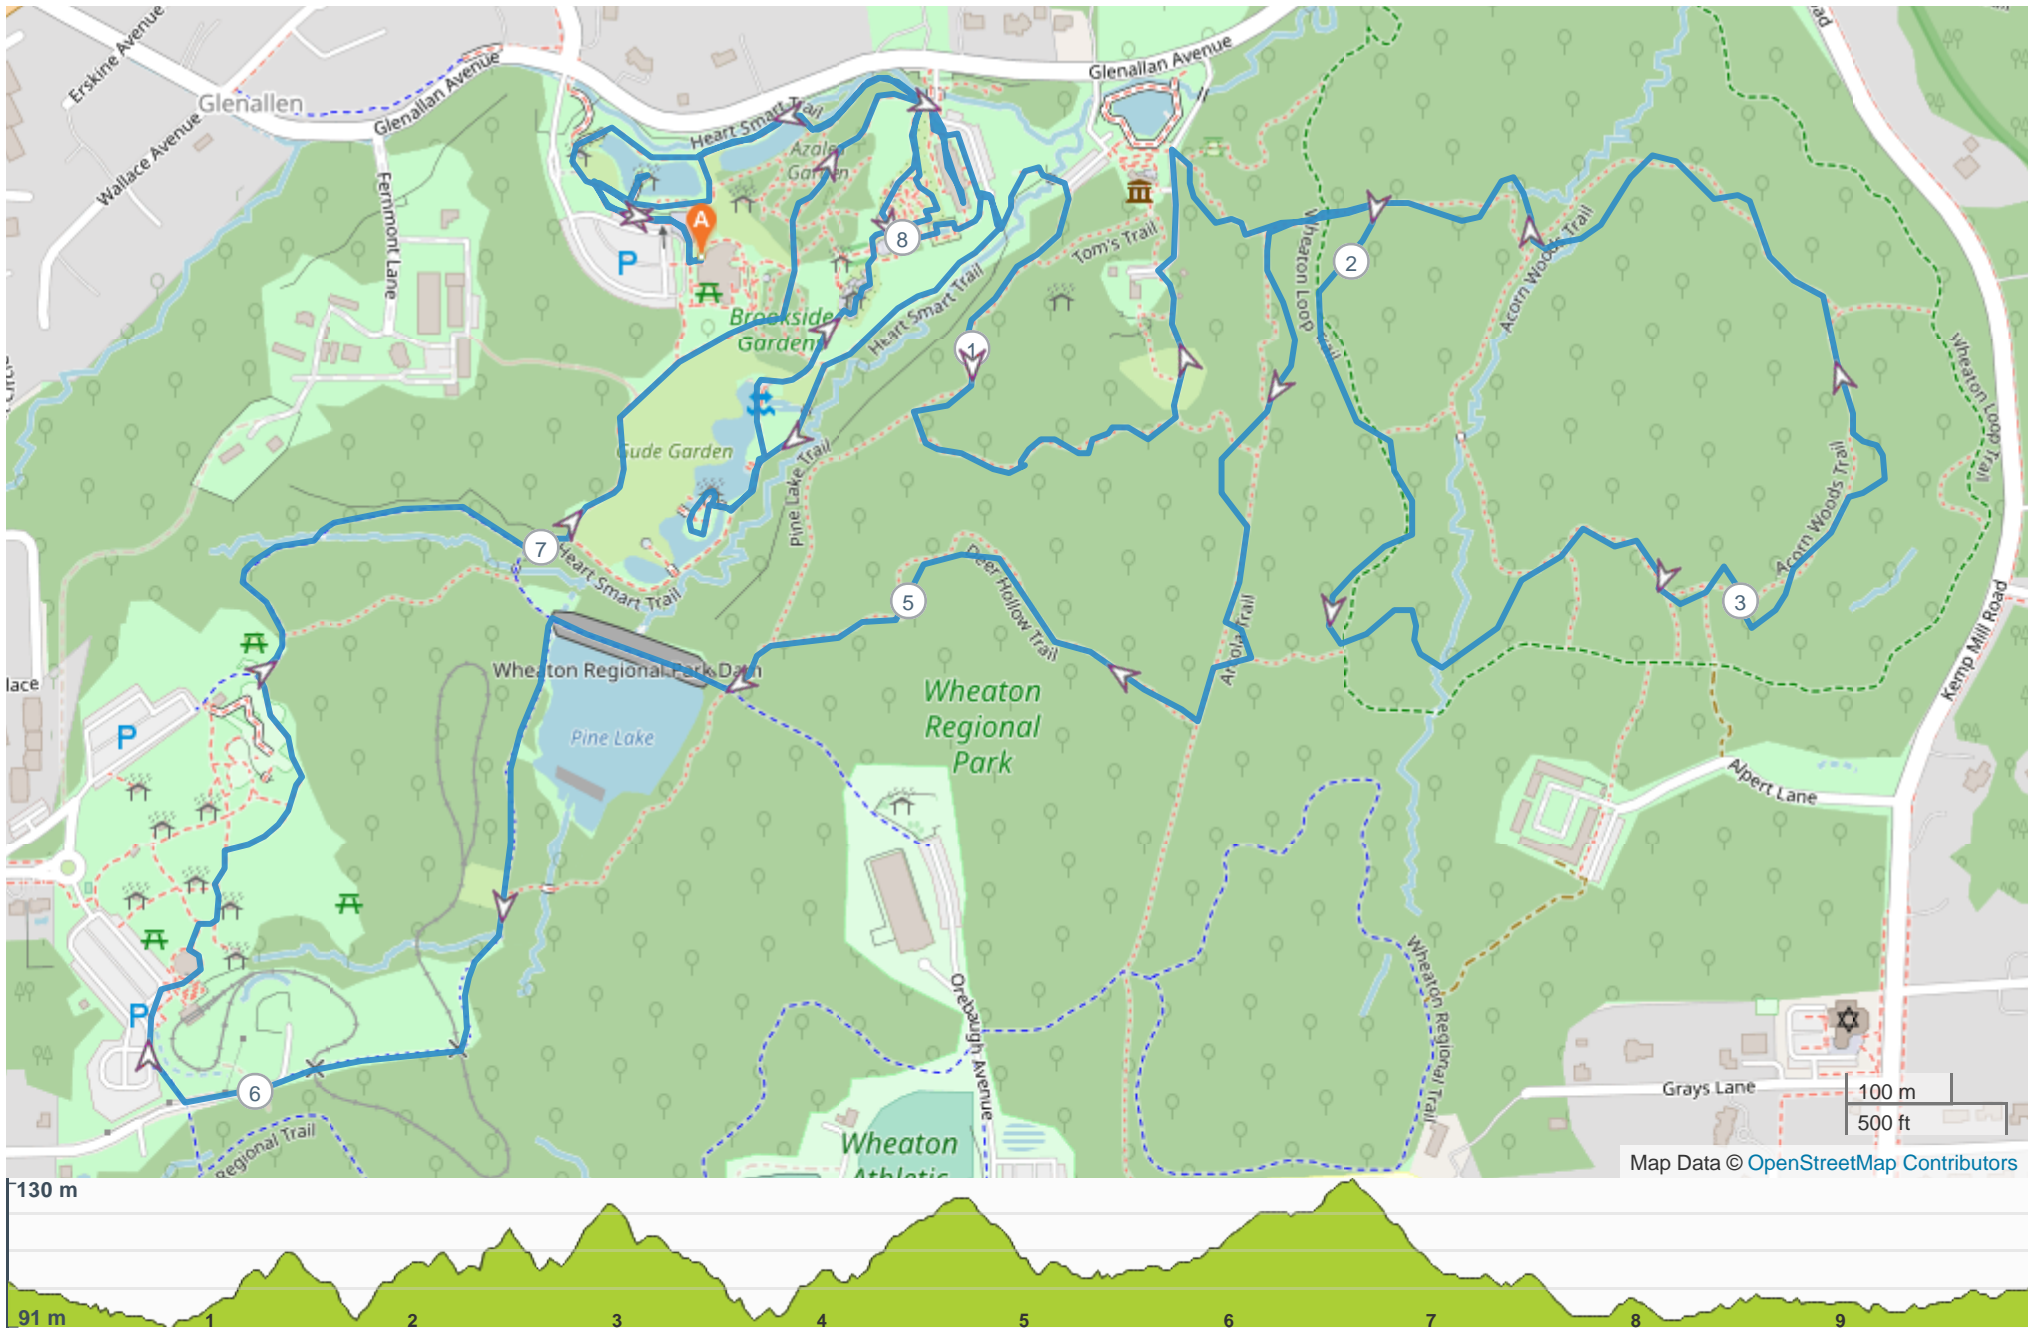 Erskine Avenue
Glenallan Avenue
Glenallen
Wallace Avenue
Glenallan Avenue
Heart Smart Trail
Azalea
Garden
Fernmont Lane
A
P
Tom's Trail
8
2
Wheaton Loop Trail
Acorn Woods Trail
Heart Smart Trail
Brookside
Gardens
1
Wheaton Loop Trail
Gude Garden
Pine Lake Trail
Acorn Woods Trail
7
Heart Smart Trail
Deer Hollow Trail
5
3
Arcola Trail
Kemp Mill Road
Wheaton Regional Park Dam
Wheaton
Regional
Park
Pine Lake
P
lace
Alpert Lane
P
Orebaugh Avenue
Wheaton Regional Trail
6
Grays Lane
100 m
500 ft
Regional Trail
Wheaton
Athletic
Map Data © OpenStreetMap Contributors
130 m
91 m
1
2
3
4
5
6
7
8
9